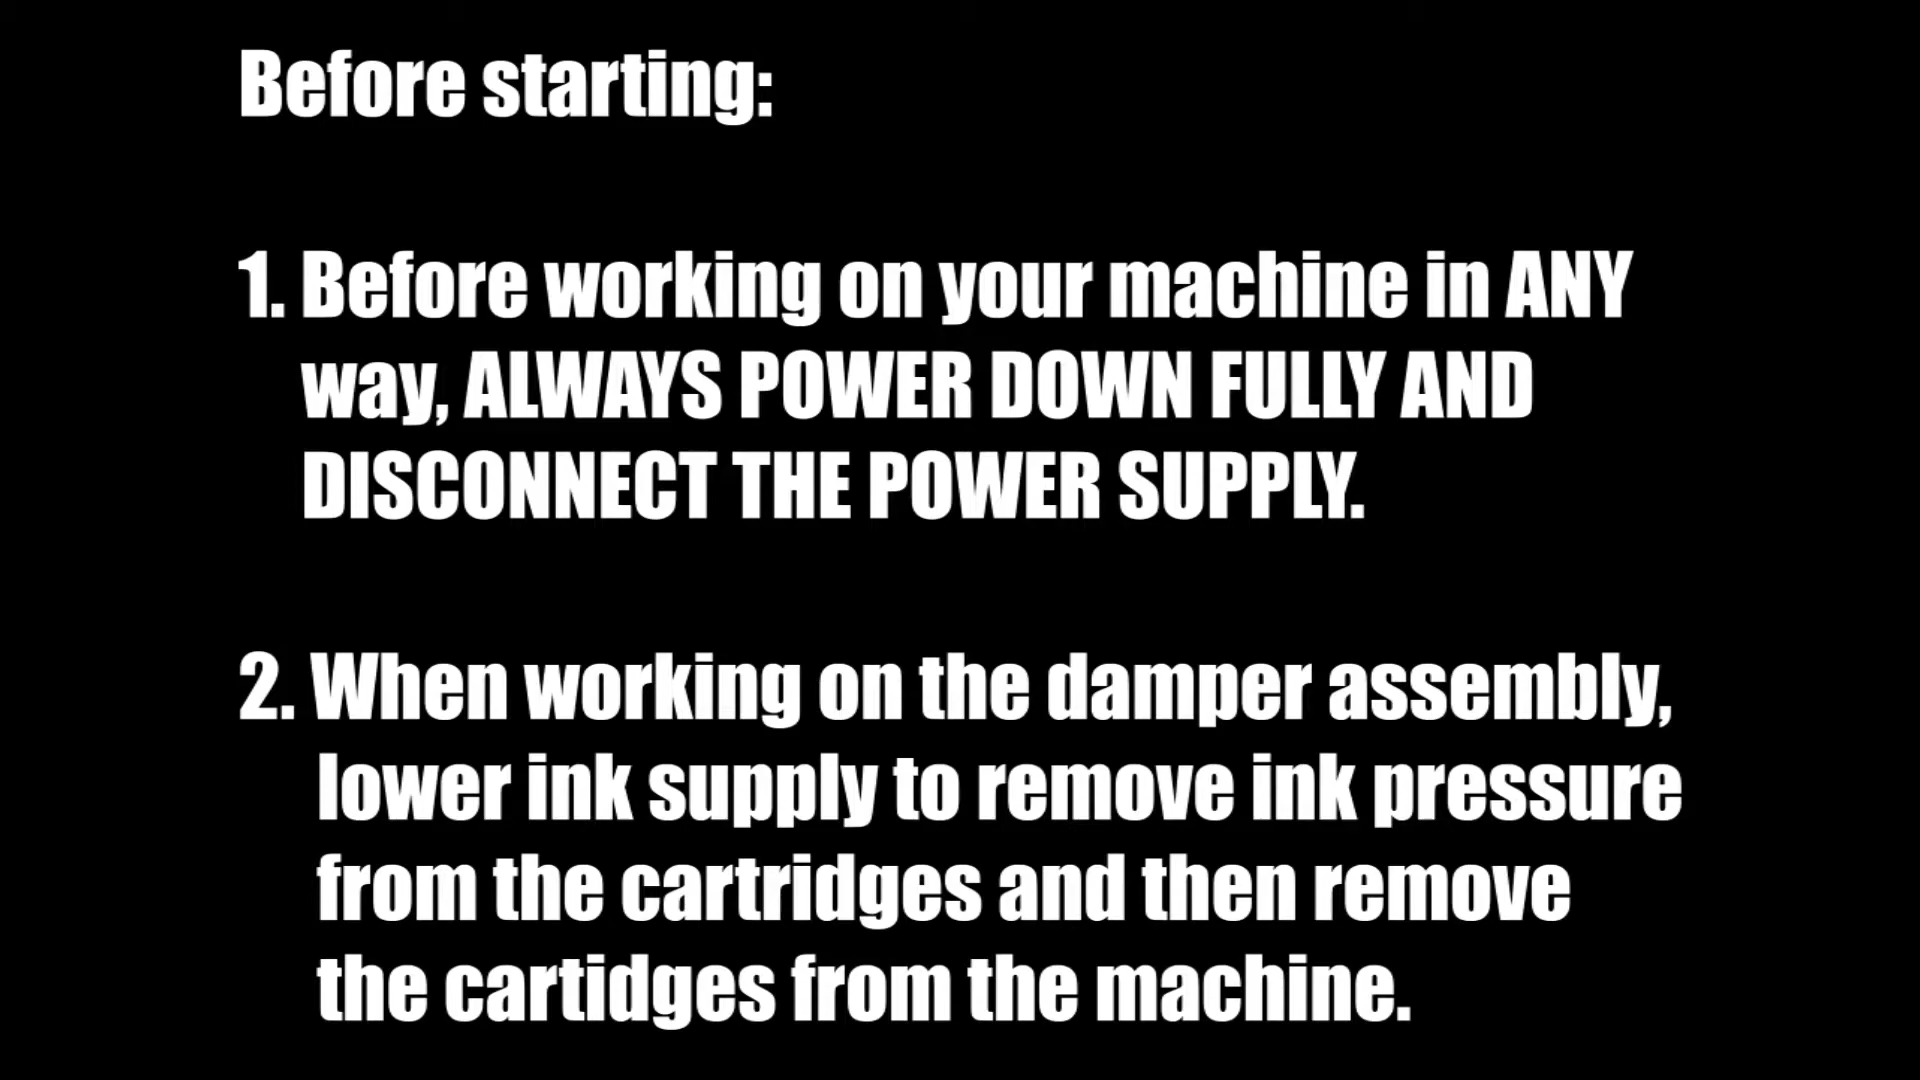 Before starting:
1. Before working on your machine in ANY
way, ALWAYS POWER DOWN FULLY AND
DISCONNECT THE POWER SUPPLY.
2. When working on the damper assembly,
lower ink supply to remove ink pressure
from the cartridges and then remove
the cartidges from the machine.